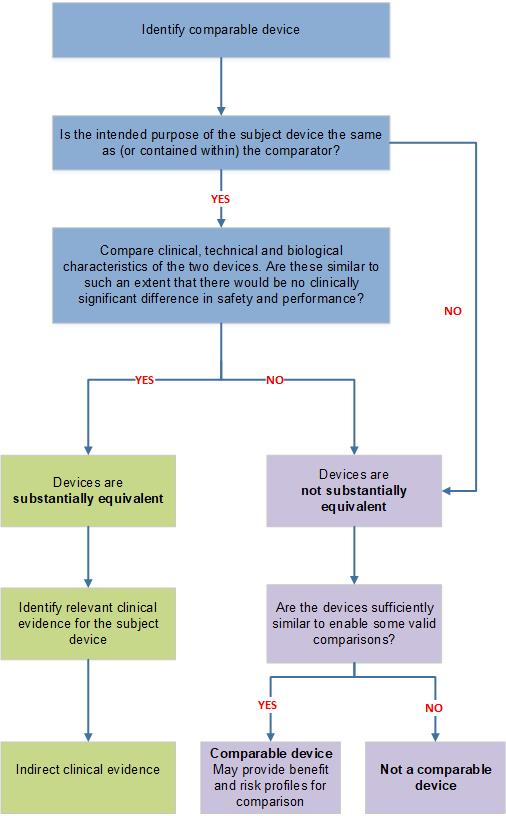 Identify comparable device
Is the intended purpose of the subject device the same
as (or contained within) the comparator?
YES
Compare clinical, technical and biological
characteristics of the two devices. Are these similar to
such an extent that there would be no clinically
significant difference in safety and performance?
NO
YES
NO
Devices are
substantially equivalent
Devices are
not substantially
equivalent
Identify relevant clinical
evidence for the subject
device
Are the devices sufficiently
similar to enable some valid
comparisons?
YES
NO
Indirect clinical evidence
Comparable device
May provide benefit
and risk profiles for
comparison
Not a comparable
device